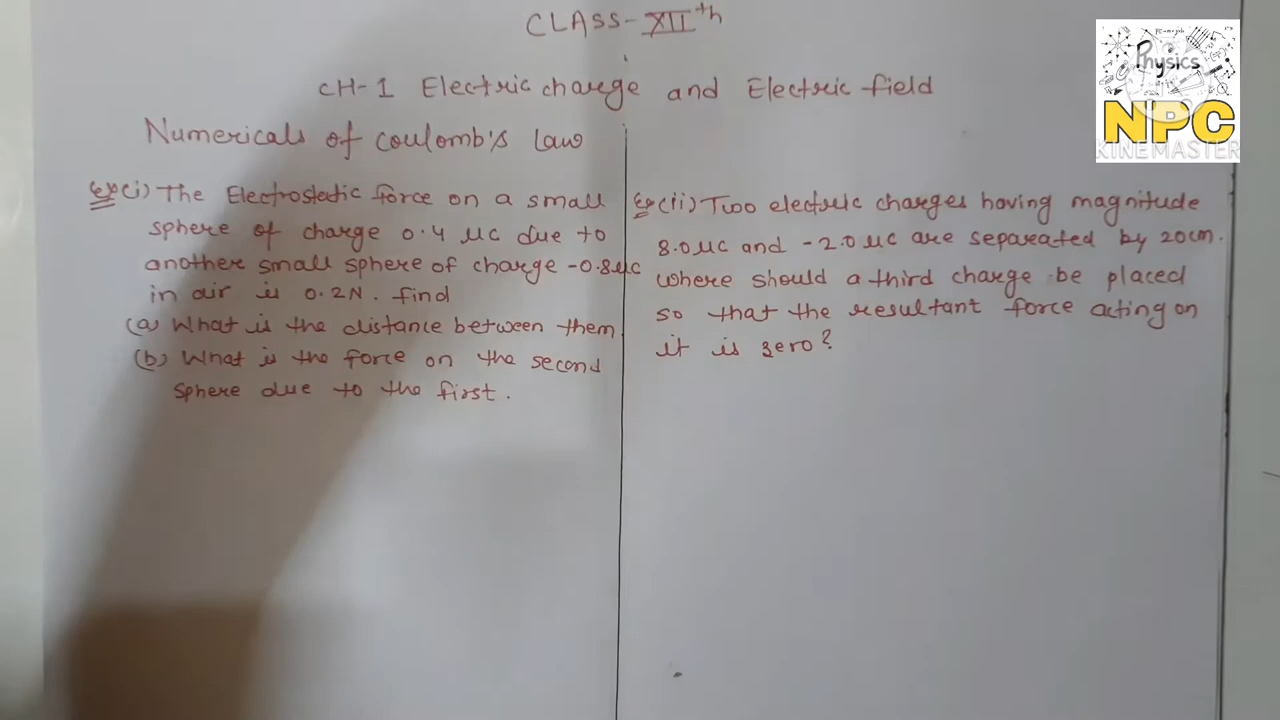 CLASS-XIIth
CH-1 Electric charge and Electric field
Numericals of Coulomb's Law
Ex(i) The Electrostatic force on a small
sphere of charge 0.4 μc due to
another small sphere of charge -0.8μc
in air is 0.2N. find
(a) What is the distance between them
(b) What is the force on the second
sphere due to the first.
Ex(ii) Two electric charges having magnitude
8.0μc and -2.0μc are separated by 20cm.
where should a third charge be placed
so that the resultant force acting on
it is zero?
Physics
NPC
KINEMASTER